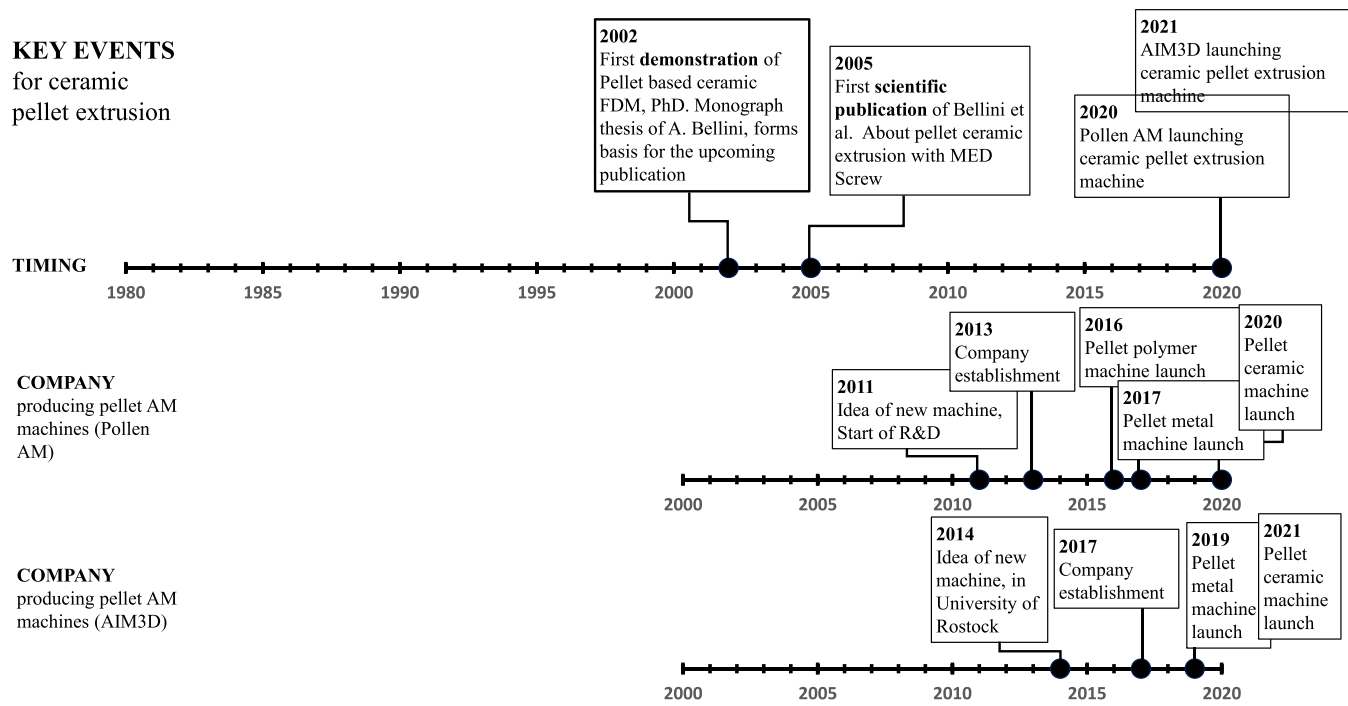 KEY EVENTS
for ceramic
pellet extrusion
2002
First demonstration of
Pellet based ceramic
FDM, PhD. Monograph
thesis of A. Bellini, forms
basis for the upcoming
publication
2005
First scientific
publication of Bellini et
al. About pellet ceramic
extrusion with MED
Screw
2021
AIM3D launching
ceramic pellet extrusion
machine
2020
Pollen AM launching
ceramic pellet extrusion
machine
TIMING
1980 1985 1990 1995 2000 2005 2010 2015 2020
COMPANY
producing pellet AM
machines (Pollen
AM)
2011
Idea of new machine,
Start of R&D
2013
Company
establishment
2016
Pellet polymer
machine launch
2017
Pellet metal
machine launch
2020
Pellet
ceramic
machine
launch
2000 2005 2010 2015 2020
COMPANY
producing pellet AM
machines (AIM3D)
2014
Idea of new
machine, in
University of
Rostock
2017
Company
establishment
2019
Pellet
metal
machine
launch
2021
Pellet
ceramic
machine
launch
2000 2005 2010 2015 2020